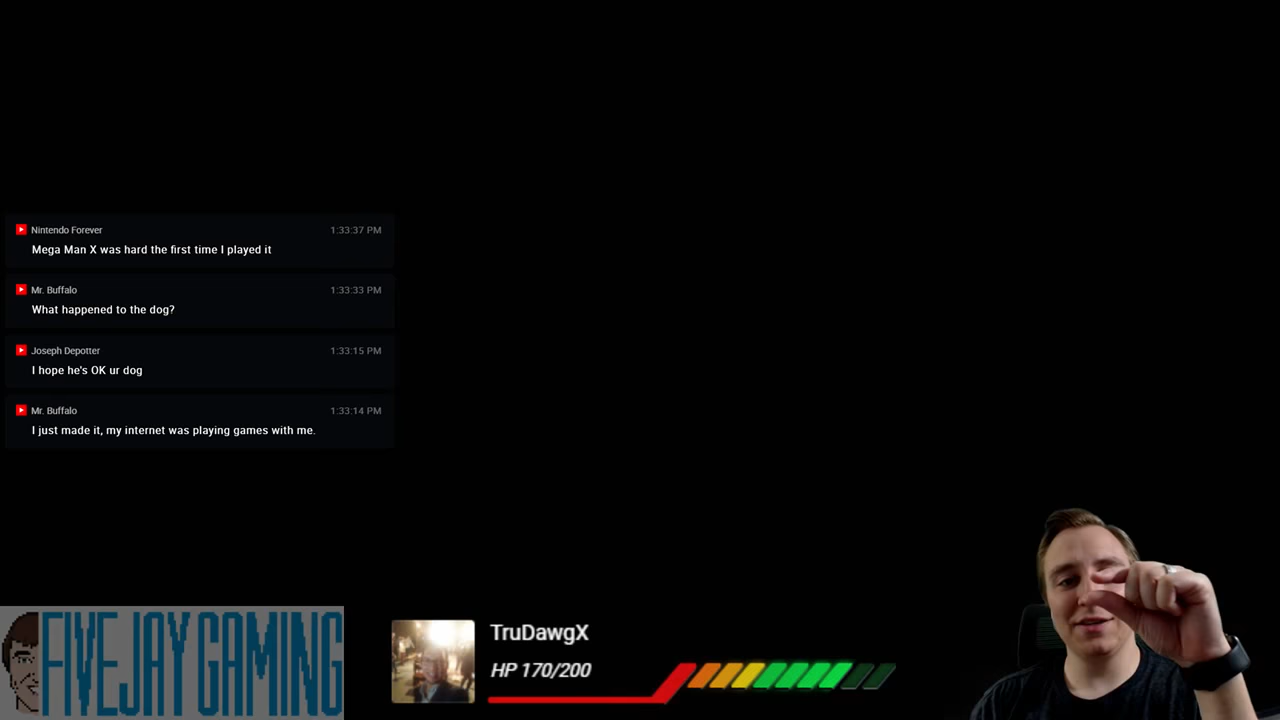 Nintendo Forever 1:33:37 PM
Mega Man X was hard the first time I played it
Mr. Buffalo 1:33:33 PM
What happened to the dog?
Joseph Depotter 1:33:15 PM
I hope he's OK ur dog
Mr. Buffalo 1:33:14 PM
I just made it, my internet was playing games with me.
FIVE JAY GAMING
TruDawgX
HP 170/200